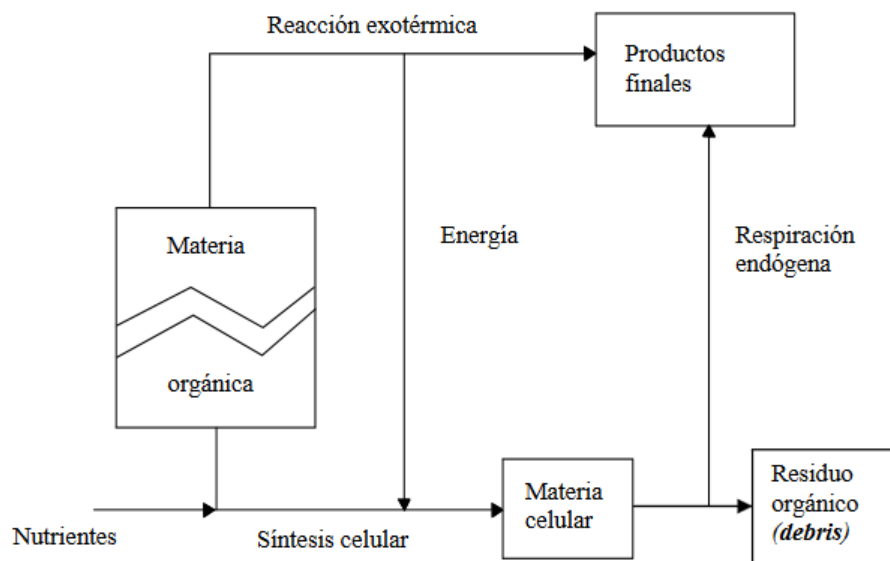 Reacción exotérmica
Productos
finales
Materia
orgánica
Energía
Respiración
endógena
Nutrientes
Síntesis celular
Materia
celular
Residuo
orgánico
(debris)